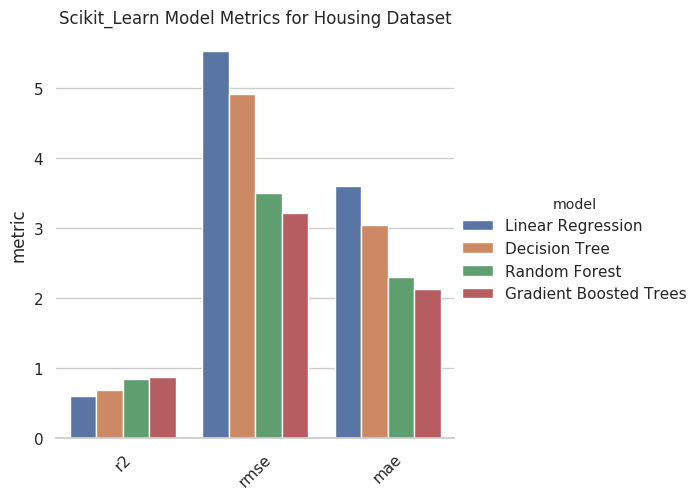 Scikit_Learn Model Metrics for Housing Dataset
metric
5
4
3
2
1
0
r2
rmse
mae
model
Linear Regression
Decision Tree
Random Forest
Gradient Boosted Trees